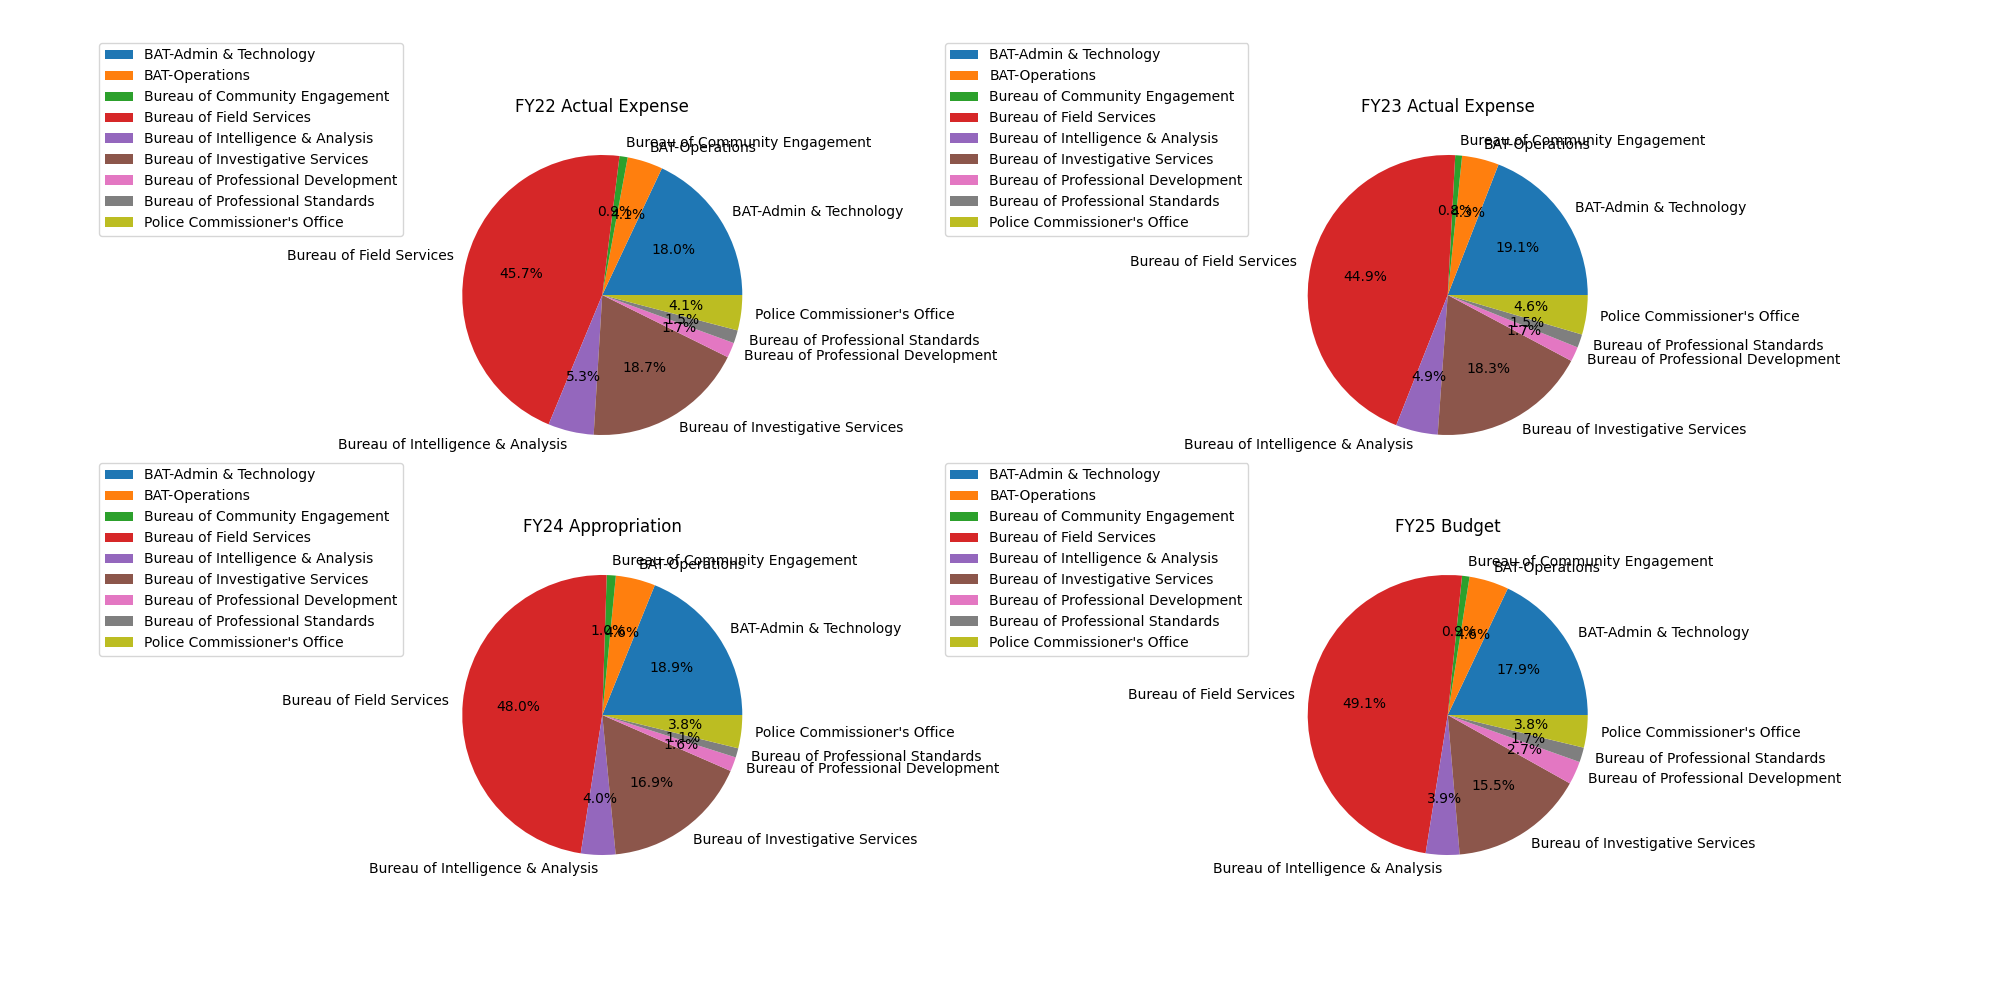 BAT-Admin & Technology
BAT-Operations
Bureau of Community Engagement
Bureau of Field Services
Bureau of Intelligence & Analysis
Bureau of Investigative Services
Bureau of Professional Development
Bureau of Professional Standards
Police Commissioner's Office
FY22 Actual Expense
Bureau of Community Engagement
BAT-Operations
BAT-Admin & Technology
Bureau of Field Services
Police Commissioner's Office
Bureau of Professional Standards
Bureau of Professional Development
Bureau of Investigative Services
Bureau of Intelligence & Analysis
0.9%
18.0%
45.7%
4.1%
1.5%
1.7%
18.7%
5.3%
BAT-Admin & Technology
BAT-Operations
Bureau of Community Engagement
Bureau of Field Services
Bureau of Intelligence & Analysis
Bureau of Investigative Services
Bureau of Professional Development
Bureau of Professional Standards
Police Commissioner's Office
FY23 Actual Expense
Bureau of Community Engagement
BAT-Operations
BAT-Admin & Technology
Bureau of Field Services
Police Commissioner's Office
Bureau of Professional Standards
Bureau of Professional Development
Bureau of Investigative Services
Bureau of Intelligence & Analysis
0.8%
4.3%
19.1%
44.9%
4.6%
1.5%
1.7%
18.3%
4.9%
BAT-Admin & Technology
BAT-Operations
Bureau of Community Engagement
Bureau of Field Services
Bureau of Intelligence & Analysis
Bureau of Investigative Services
Bureau of Professional Development
Bureau of Professional Standards
Police Commissioner's Office
FY24 Appropriation
Bureau of Community Engagement
BAT-Operations
BAT-Admin & Technology
Bureau of Field Services
Police Commissioner's Office
Bureau of Professional Standards
Bureau of Professional Development
Bureau of Investigative Services
Bureau of Intelligence & Analysis
1.0%
4.6%
18.9%
48.0%
3.8%
1.1%
1.6%
16.9%
4.0%
BAT-Admin & Technology
BAT-Operations
Bureau of Community Engagement
Bureau of Field Services
Bureau of Intelligence & Analysis
Bureau of Investigative Services
Bureau of Professional Development
Bureau of Professional Standards
Police Commissioner's Office
FY25 Budget
Bureau of Community Engagement
BAT-Operations
BAT-Admin & Technology
Bureau of Field Services
Police Commissioner's Office
Bureau of Professional Standards
Bureau of Professional Development
Bureau of Investigative Services
Bureau of Intelligence & Analysis
0.9%
4.6%
17.9%
49.1%
3.8%
1.7%
2.7%
15.5%
3.9%